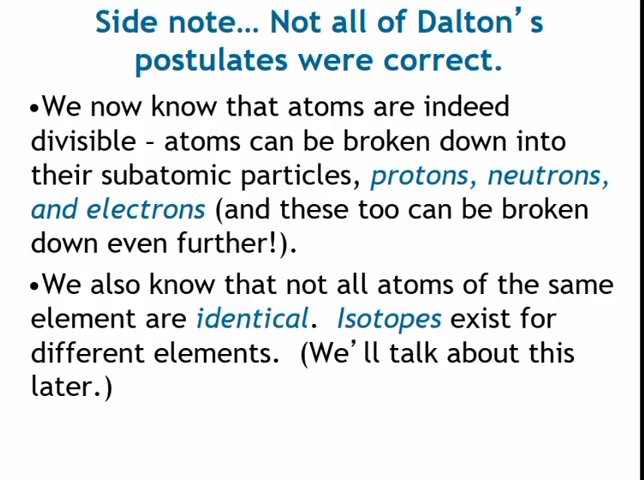 Side note... Not all of Dalton's
postulates were correct.
•We now know that atoms are indeed
divisible – atoms can be broken down into
their subatomic particles, protons, neutrons,
and electrons (and these too can be broken
down even further!).
•We also know that not all atoms of the same
element are identical.  Isotopes exist for
different elements.  (We'll talk about this
later.)